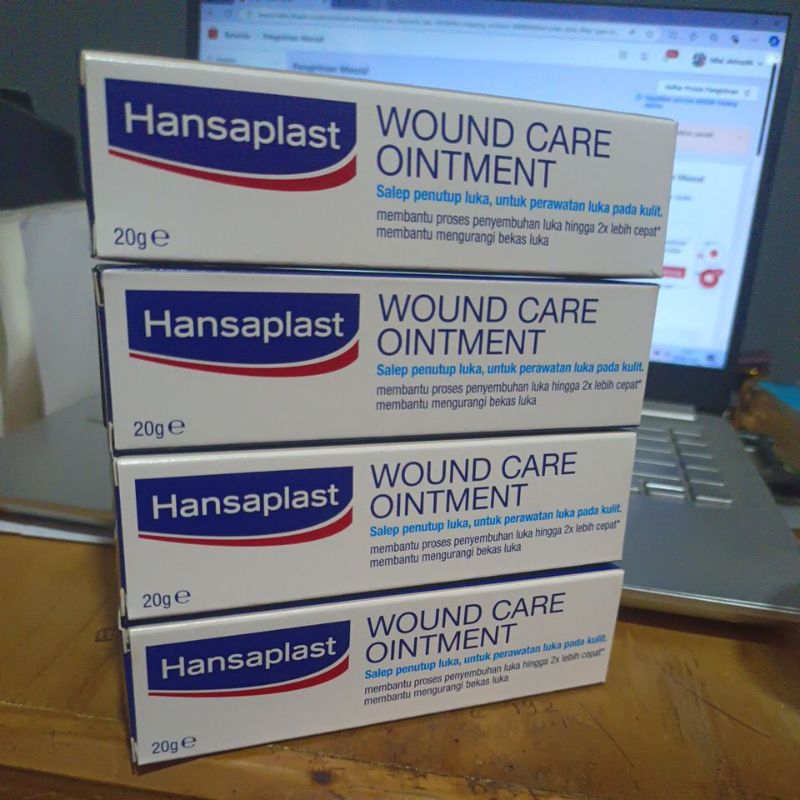 Hansaplast
WOUND CARE
OINTMENT
Salep penutup luka, untuk perawatan luka pada kulit.
membantu proses penyembuhan luka hingga 2x lebih cepat*
membantu mengurangi bekas luka
20g ℮
Hansaplast
WOUND CARE
OINTMENT
Salep penutup luka, untuk perawatan luka pada kulit.
membantu proses penyembuhan luka hingga 2x lebih cepat*
membantu mengurangi bekas luka
20g ℮
Hansaplast
WOUND CARE
OINTMENT
Salep penutup luka, untuk perawatan luka pada kulit.
membantu proses penyembuhan luka hingga 2x lebih cepat*
membantu mengurangi bekas luka
20g ℮
Hansaplast
WOUND CARE
OINTMENT
Salep penutup luka, untuk perawatan luka pada kulit.
membantu proses penyembuhan luka hingga 2x lebih cepat*
membantu mengurangi bekas luka
20g ℮